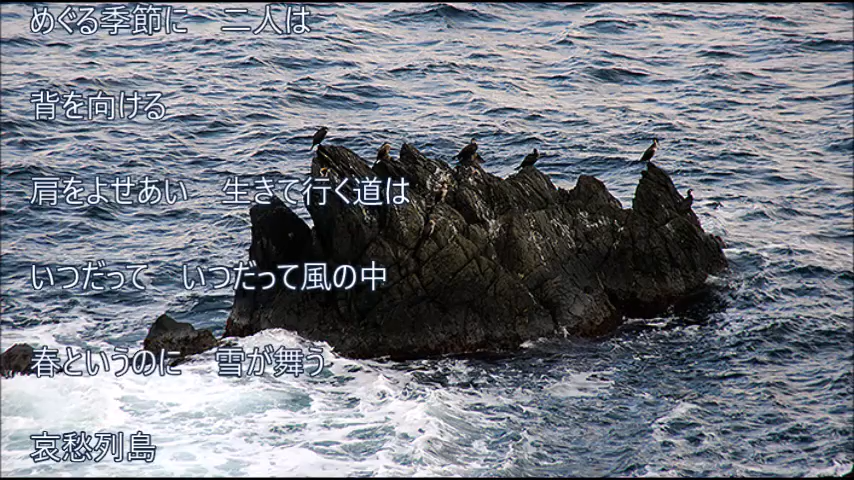 めぐる季節に　二人は
背を向ける
肩をよせあい　生きて行く道は
いつだって　いつだって風の中
春というのに　雪が舞う
哀愁列島